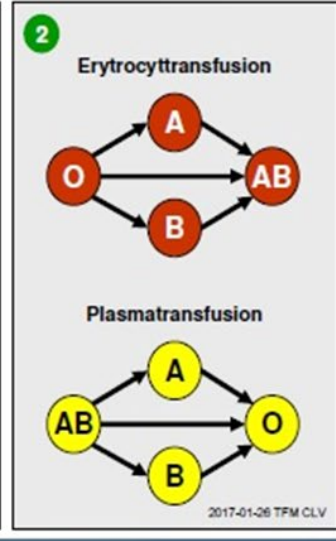 2
Erytrocyttransfusion
A
O
AB
B
Plasmatransfusion
A
AB
O
B
2017-01-26 TFM CLV